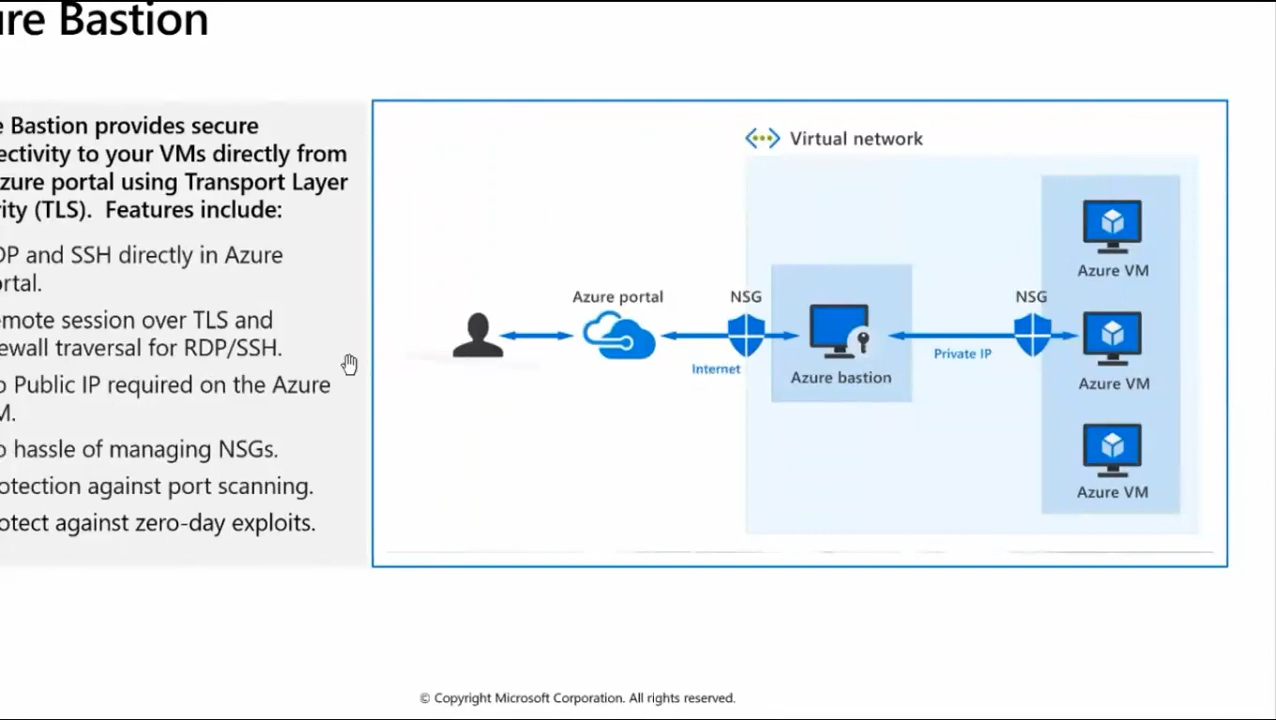 ure Bastion
e Bastion provides secure
ectivity to your VMs directly from
zure portal using Transport Layer
rity (TLS).  Features include:
DP and SSH directly in Azure
ortal.
emote session over TLS and
ewall traversal for RDP/SSH.
o Public IP required on the Azure
M.
o hassle of managing NSGs.
otection against port scanning.
otect against zero-day exploits.
Virtual network
Azure VM
Azure portal
NSG
NSG
Internet
Azure bastion
Private IP
Azure VM
Azure VM
© Copyright Microsoft Corporation. All rights reserved.